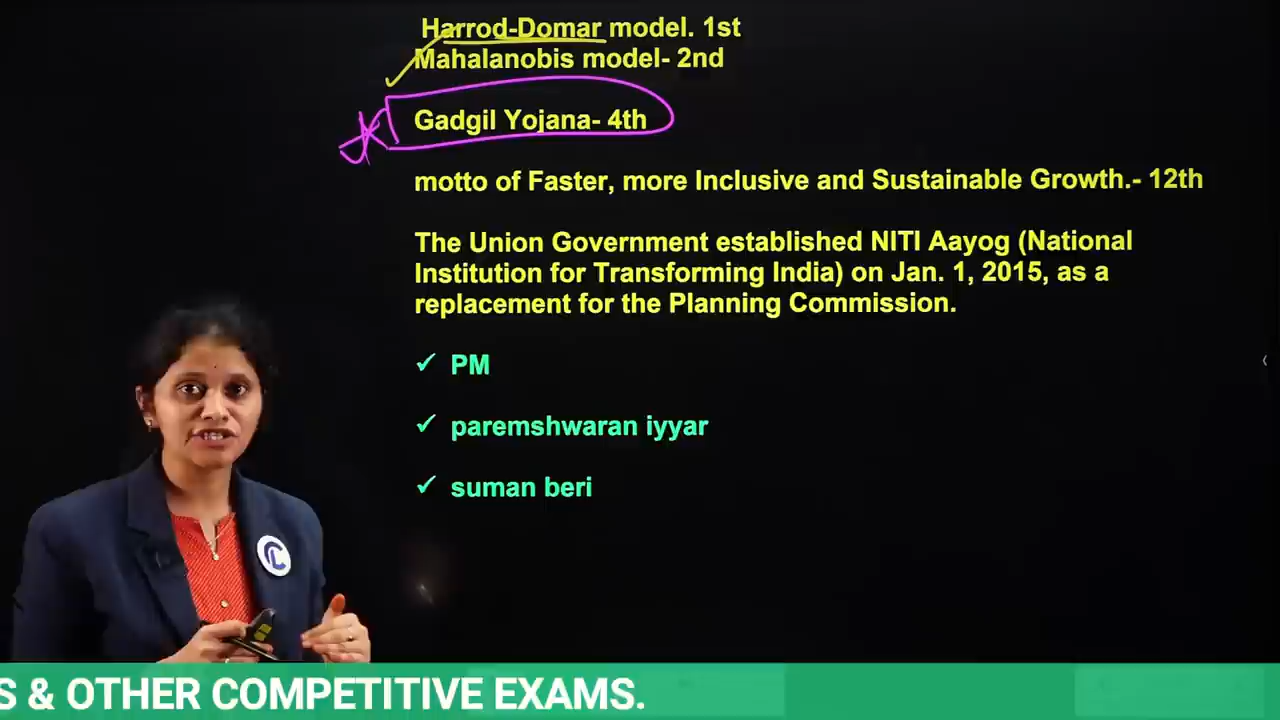 Harrod-Domar model. 1st
Mahalanobis model- 2nd
Gadgil Yojana- 4th
motto of Faster, more Inclusive and Sustainable Growth.- 12th
The Union Government established NITI Aayog (National
Institution for Transforming India) on Jan. 1, 2015, as a
replacement for the Planning Commission.
✓ PM
✓ paremshwaran iyyar
✓ suman beri
S & OTHER COMPETITIVE EXAMS.